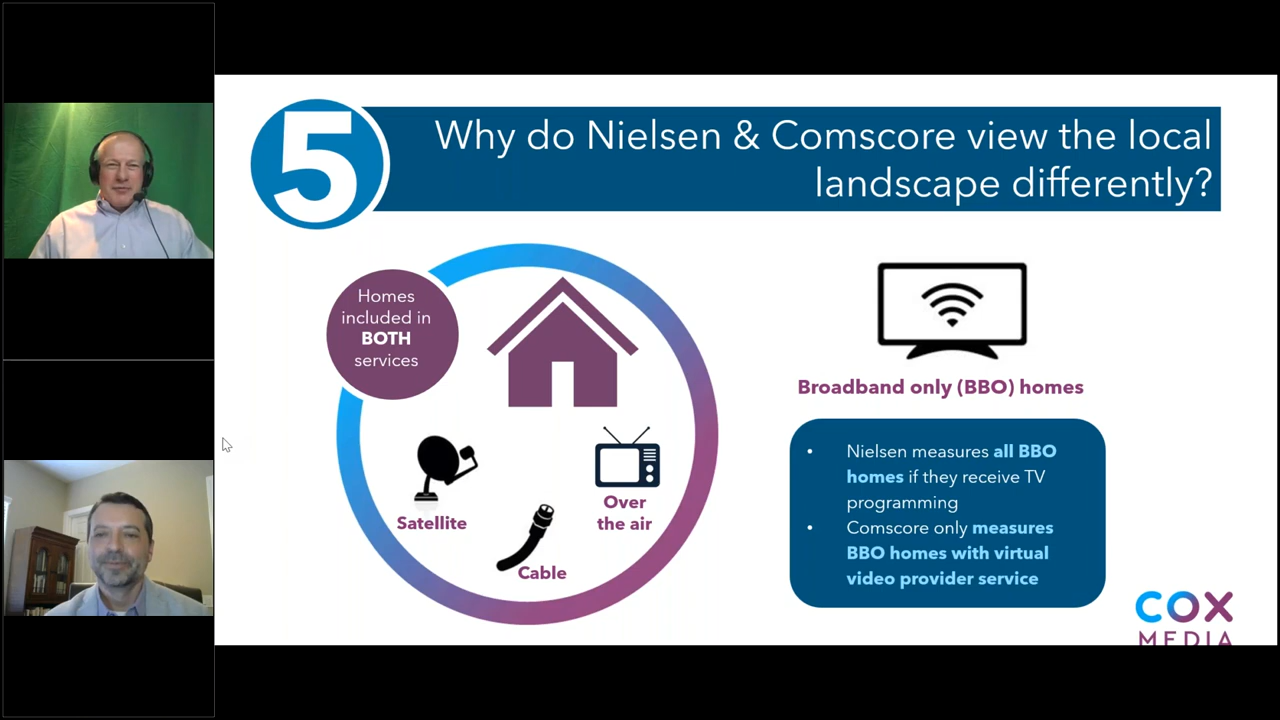 5
Why do Nielsen & Comscore view the local
landscape differently?
Homes
included in
BOTH
services
Satellite
Cable
Over
the air
Broadband only (BBO) homes
• Nielsen measures all BBO
homes if they receive TV
programming
• Comscore only measures
BBO homes with virtual
video provider service
COX
MEDIA